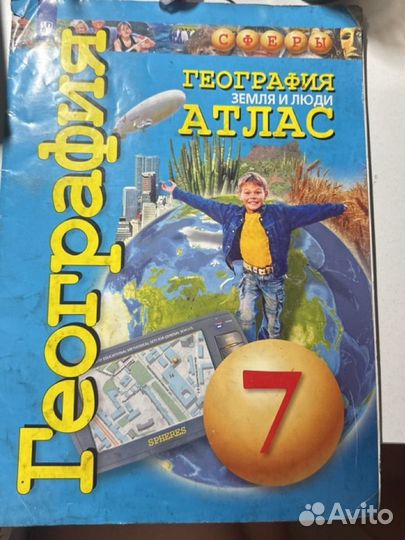 СФЕРЫ
География
ГЕОГРАФИЯ
ЗЕМЛЯ И ЛЮДИ
АТЛАС
SPHERES
7
Avito